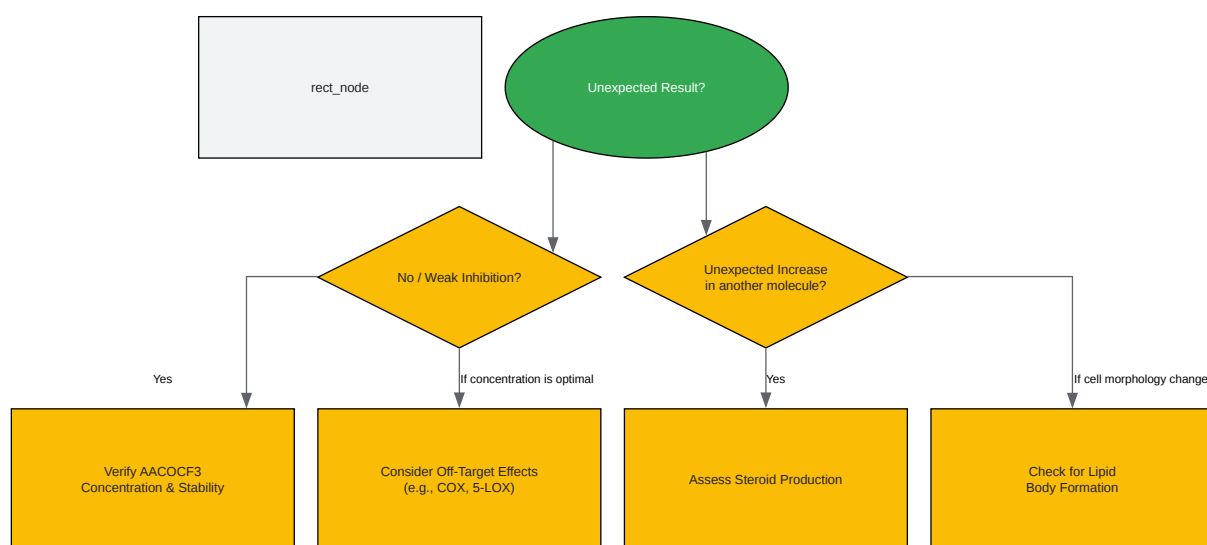 rect_node
Unexpected Result?
No / Weak Inhibition?
Unexpected Increase
in another molecule?
Yes
If concentration is optimal
Yes
If cell morphology change
Verify AACOCF3
Concentration & Stability
Consider Off-Target Effects
(e.g., COX, 5-LOX)
Assess Steroid Production
Check for Lipid
Body Formation